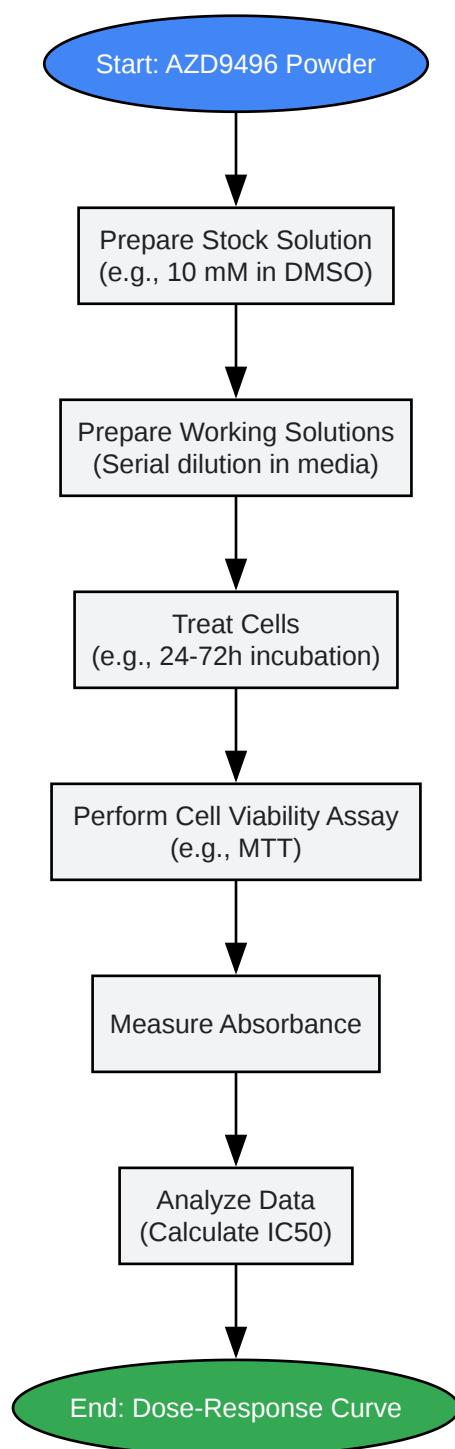 Start: AZD9496 Powder
Prepare Stock Solution
(e.g., 10 mM in DMSO)
Prepare Working Solutions
(Serial dilution in media)
Treat Cells
(e.g., 24-72h incubation)
Perform Cell Viability Assay
(e.g., MTT)
Measure Absorbance
Analyze Data
(Calculate IC50)
End: Dose-Response Curve